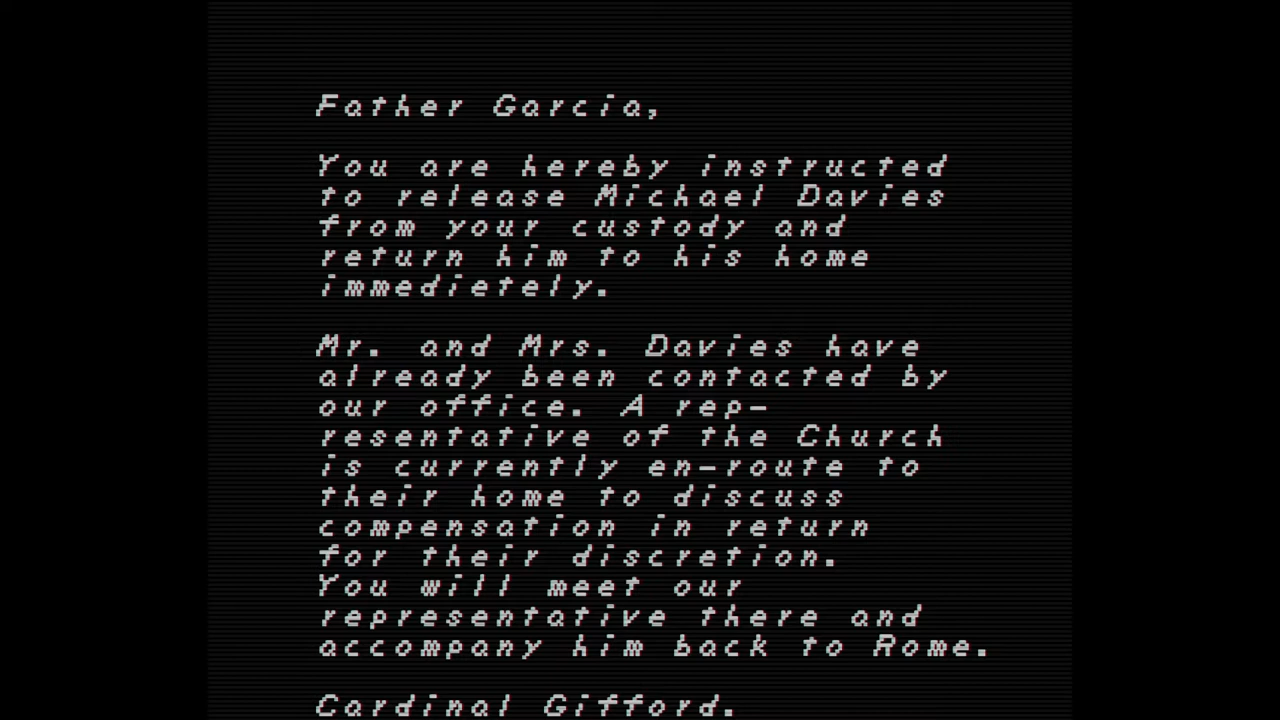 Father Garcia,
You are hereby instructed
to release Michael Davies
from your custody and
return him to his home
immedietely.
Mr. and Mrs. Davies have
already been contacted by
our office. A rep-
resentative of the Church
is currently en-route to
their home to discuss
compensation in return
for their discretion.
You will meet our
representative there and
accompany him back to Rome.
Cardinal Gifford.